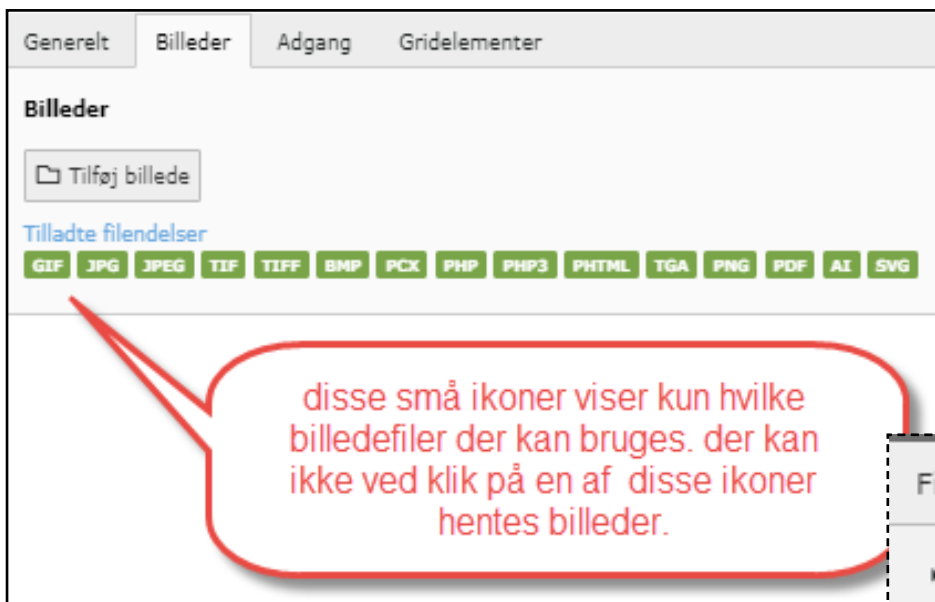 Generelt Billeder Adgang Gridelementer
Billeder
Tilføj billede
Tilladte filendelser
GIF JPG JPEG TIF TIFF BMP PCX PHP PHP3 PHTML TGA PNG PDF AI SVG
disse små ikoner viser kun hvilke
billedefiler der kan bruges. der kan
ikke ved klik på en af disse ikoner
hentes billeder.